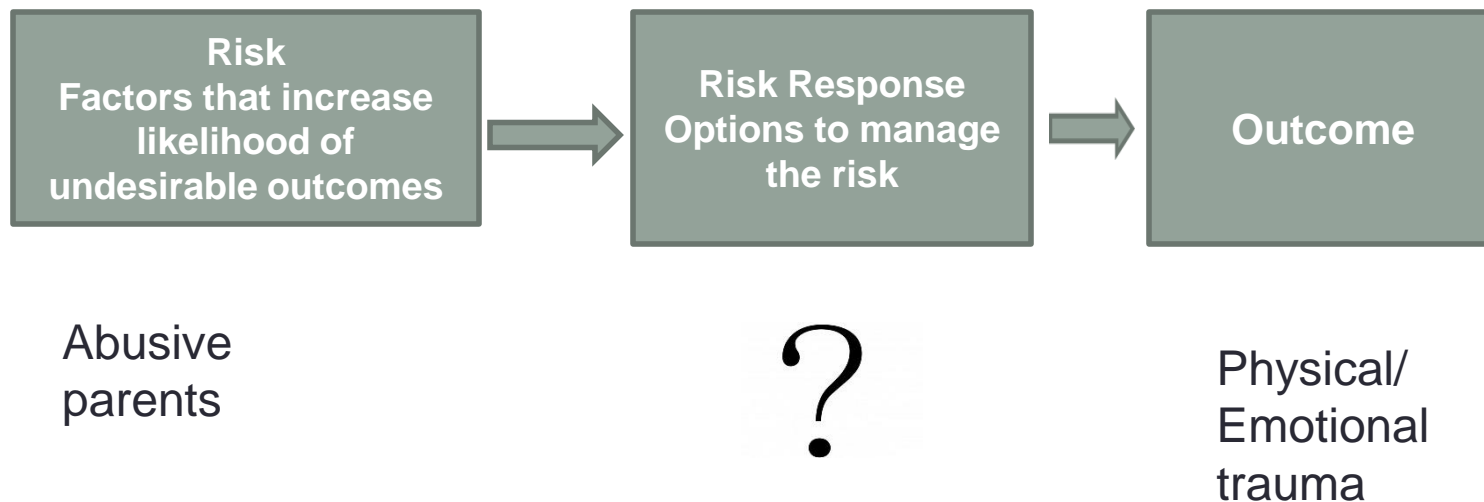 Risk
Factors that increase
likelihood of
undesirable outcomes
Risk Response
Options to manage
the risk
Outcome
Abusive
parents
?
Physical/
Emotional
trauma